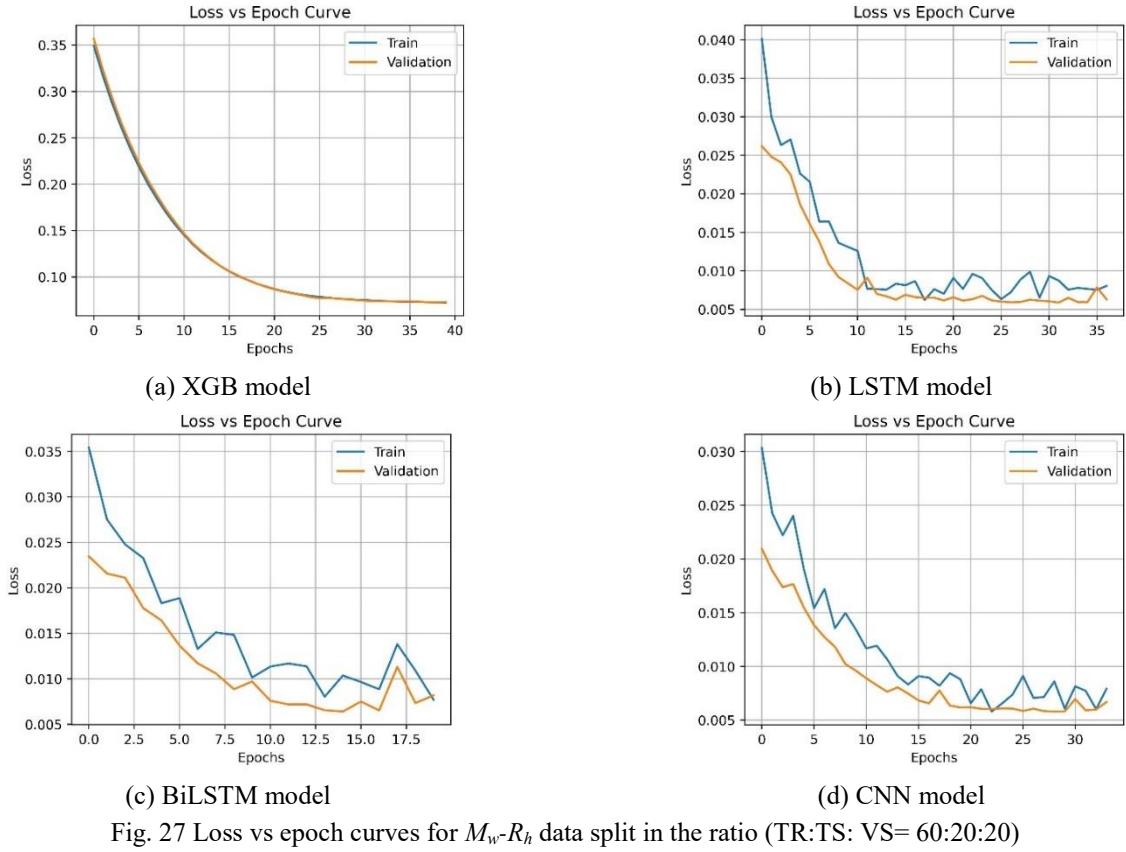 Loss vs Epoch Curve
0.35
0.30
0.25
0.20
0.15
0.10
Loss
Train
Validation
0 5 10 15 20 25 30 35 40
Epochs
(a) XGB model
Loss vs Epoch Curve
0.040
0.035
0.030
0.025
0.020
0.015
0.010
0.005
Loss
Train
Validation
0 5 10 15 20 25 30 35
Epochs
(b) LSTM model
Loss vs Epoch Curve
0.035
0.030
0.025
0.020
0.015
0.010
0.005
Loss
Train
Validation
0.0 2.5 5.0 7.5 10.0 12.5 15.0 17.5
Epochs
(c) BiLSTM model
Loss vs Epoch Curve
0.030
0.025
0.020
0.015
0.010
0.005
Loss
Train
Validation
0 5 10 15 20 25 30
Epochs
(d) CNN model
Fig. 27 Loss vs epoch curves for Mw-Rh data split in the ratio (TR:TS: VS= 60:20:20)